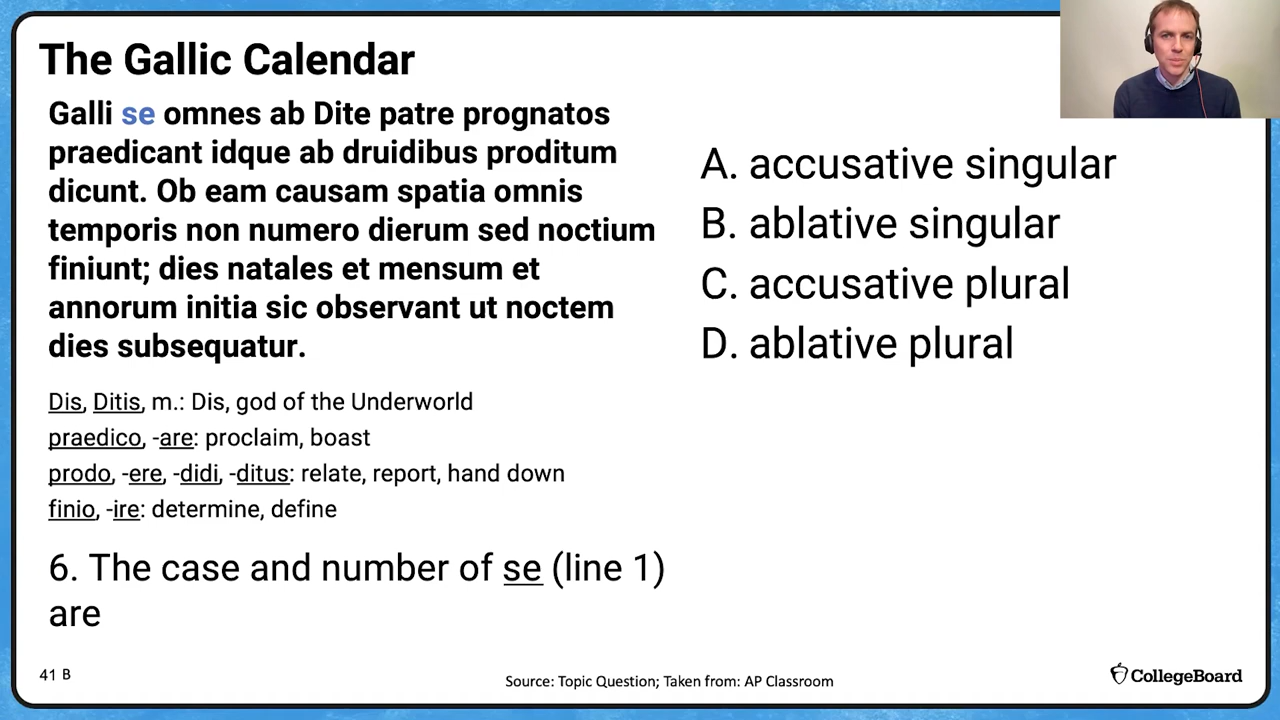 The Gallic Calendar
Galli se omnes ab Dite patre prognatos
praedicant idque ab druidibus proditum
dicunt. Ob eam causam spatia omnis
temporis non numero dierum sed noctium
finiunt; dies natales et mensum et
annorum initia sic observant ut noctem
dies subsequatur.
Dis, Ditis, m.: Dis, god of the Underworld
praedico, -are: proclaim, boast
prodo, -ere, -didi, -ditus: relate, report, hand down
finio, -ire: determine, define
6. The case and number of se (line 1)
are
A. accusative singular
B. ablative singular
C. accusative plural
D. ablative plural
41 B
Source: Topic Question; Taken from: AP Classroom
CollegeBoard